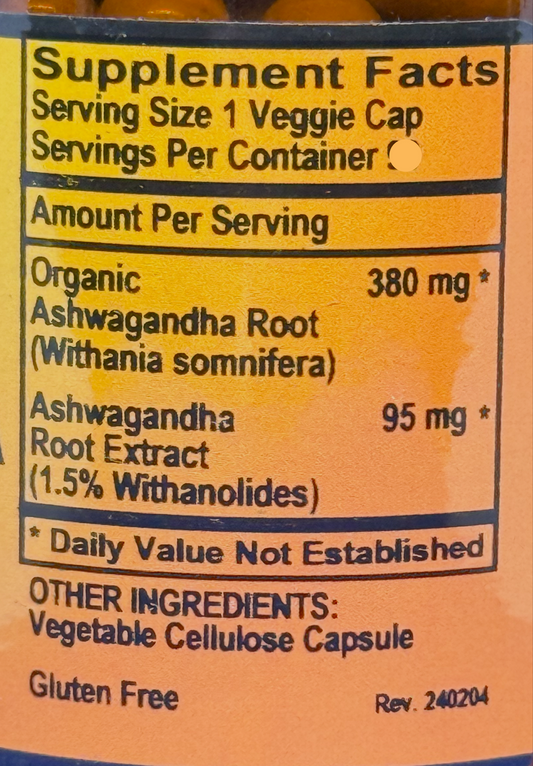 Supplement Facts
Serving Size 1 Veggie Cap
Servings Per Container
Amount Per Serving
Organic 380 mg *
Ashwagandha Root
(Withania somnifera)
Ashwagandha 95 mg *
Root Extract
(1.5% Withanolides)
* Daily Value Not Established
OTHER INGREDIENTS:
Vegetable Cellulose Capsule
Gluten Free Rev. 240204